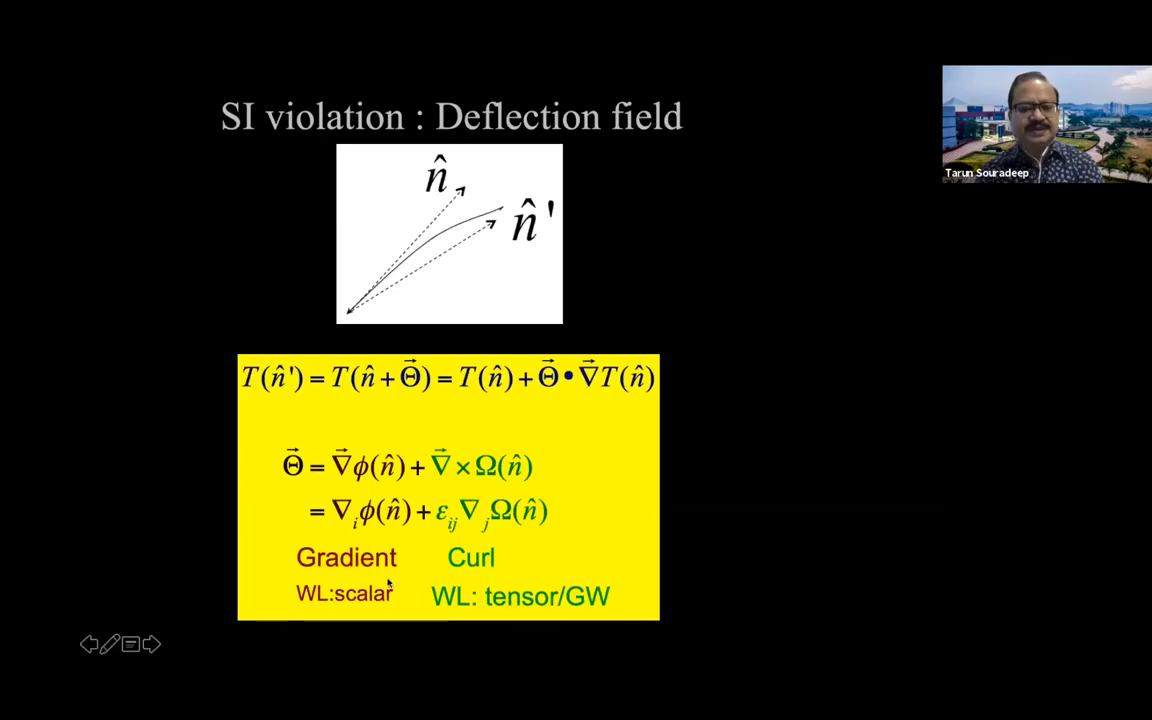 SI violation : Deflection field
n̂
n̂'
Tarun Souradeep
T(n̂') = T(n̂ + Θ⃗) = T(n̂) + Θ⃗ • ∇⃗T(n̂)
Θ⃗ = ∇⃗ϕ(n̂) + ∇⃗ × Ω(n̂)
= ∇ᵢϕ(n̂) + εᵢⱼ∇ⱼΩ(n̂)
Gradient Curl
WL:scalar WL: tensor/GW